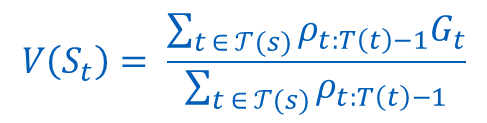 V(S_t) = \frac{\sum_{t \in \mathcal{T}(s)} \rho_{t:T(t)-1} G_t}{\sum_{t \in \mathcal{T}(s)} \rho_{t:T(t)-1}}